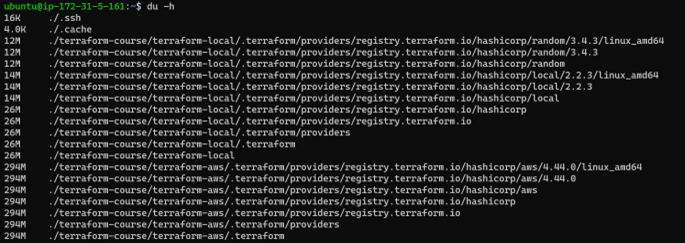 ubuntu@ip-172-31-5-161:~$ du -h
16K ./.ssh
4.0K ./.cache
12M ./terraform-course/terraform-local/.terraform/providers/registry.terraform.io/hashicorp/random/3.4.3/linux_amd64
12M ./terraform-course/terraform-local/.terraform/providers/registry.terraform.io/hashicorp/random/3.4.3
12M ./terraform-course/terraform-local/.terraform/providers/registry.terraform.io/hashicorp/random
14M ./terraform-course/terraform-local/.terraform/providers/registry.terraform.io/hashicorp/local/2.2.3/linux_amd64
14M ./terraform-course/terraform-local/.terraform/providers/registry.terraform.io/hashicorp/local/2.2.3
14M ./terraform-course/terraform-local/.terraform/providers/registry.terraform.io/hashicorp/local
26M ./terraform-course/terraform-local/.terraform/providers/registry.terraform.io/hashicorp
26M ./terraform-course/terraform-local/.terraform/providers/registry.terraform.io
26M ./terraform-course/terraform-local/.terraform/providers
26M ./terraform-course/terraform-local/.terraform
26M ./terraform-course/terraform-local
294M ./terraform-course/terraform-aws/.terraform/providers/registry.terraform.io/hashicorp/aws/4.44.0/linux_amd64
294M ./terraform-course/terraform-aws/.terraform/providers/registry.terraform.io/hashicorp/aws/4.44.0
294M ./terraform-course/terraform-aws/.terraform/providers/registry.terraform.io/hashicorp/aws
294M ./terraform-course/terraform-aws/.terraform/providers/registry.terraform.io/hashicorp
294M ./terraform-course/terraform-aws/.terraform/providers/registry.terraform.io
294M ./terraform-course/terraform-aws/.terraform/providers
294M ./terraform-course/terraform-aws/.terraform